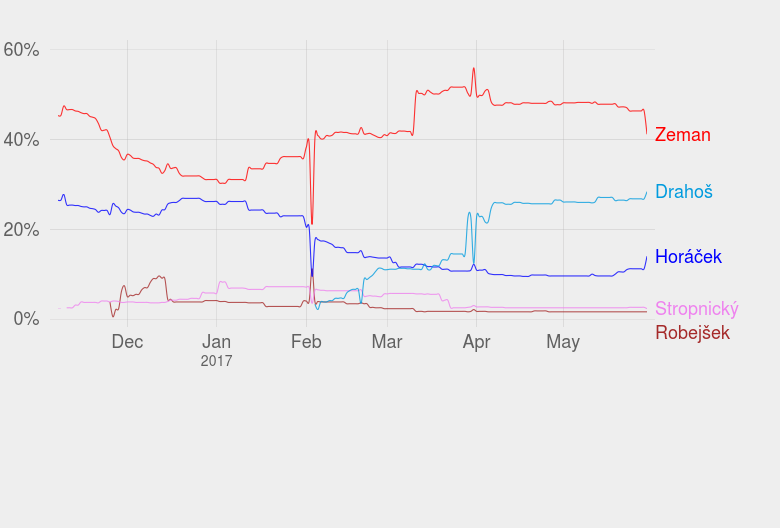 60%
40%
20%
0%
Zeman
Drahoš
Horáček
Stropnický
Robejšek
Dec Jan Feb Mar Apr May
2017